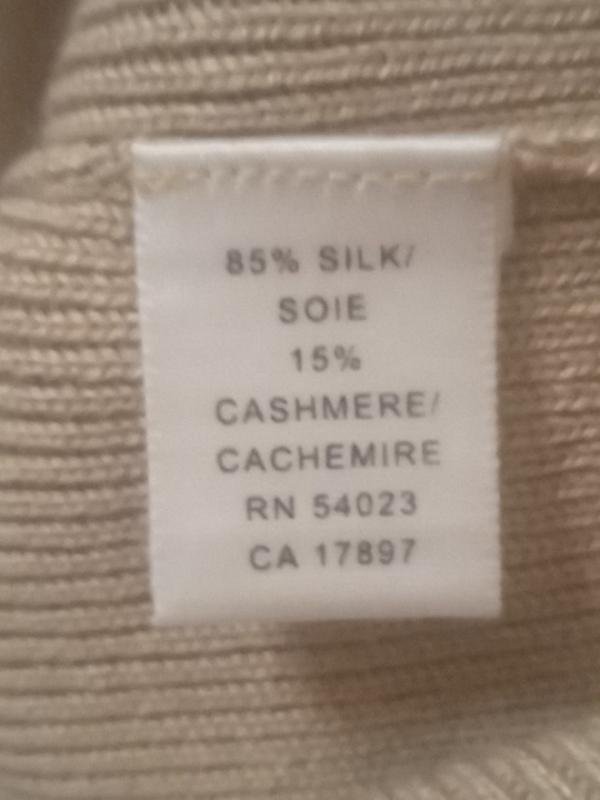 85% SILK/
SOIE
15%
CASHMERE/
CACHEMIRE
RN 54023
CA 17897